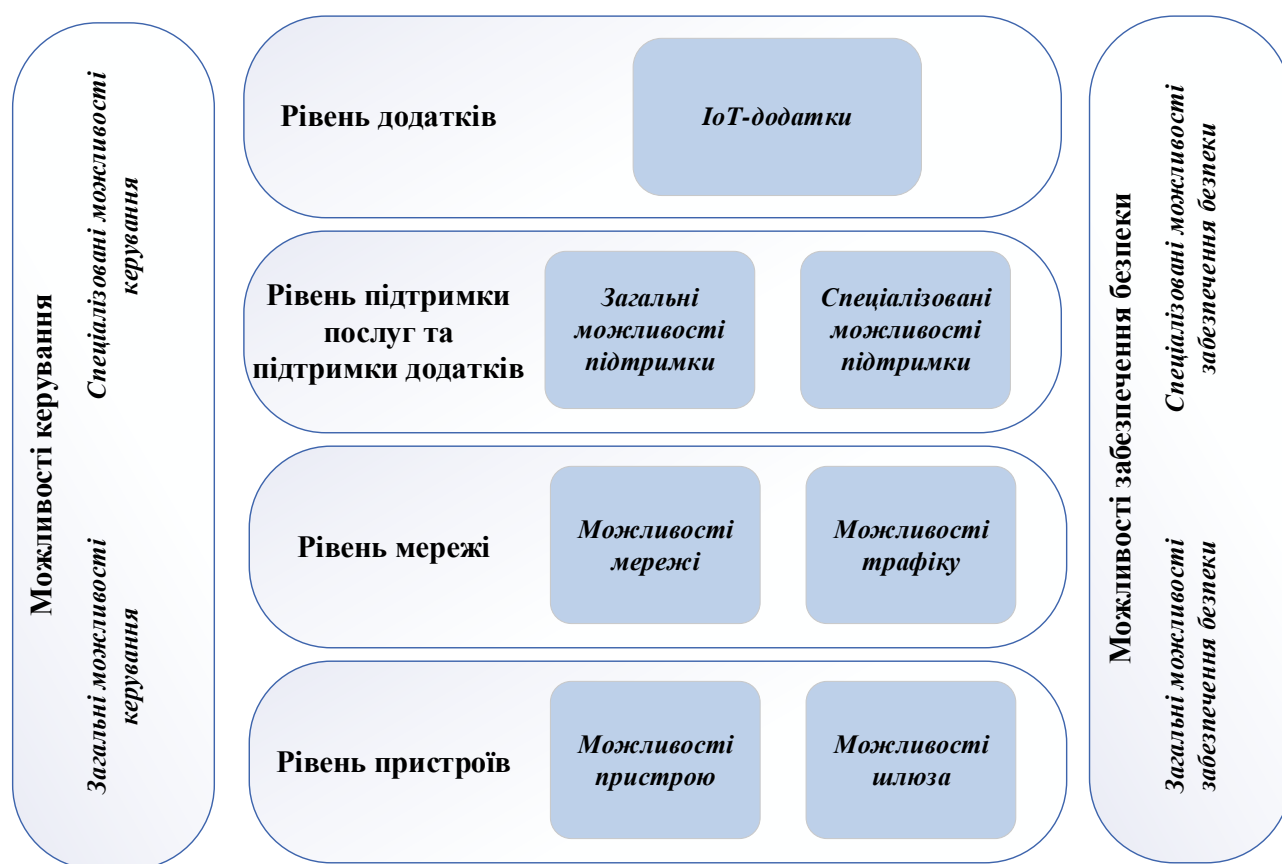 Можливості керування
Спеціалізовані можливості
керування
Загальні можливості
керування
Рівень додатків
ІоТ-додатки
Рівень підтримки
послуг та
підтримки додатків
Загальні
можливості
підтримки
Спеціалізовані
можливості
підтримки
Рівень мережі
Можливості
мережі
Можливості
трафіку
Рівень пристроїв
Можливості
пристрою
Можливості
шлюза
Можливості забезпечення безпеки
Спеціалізовані можливості
забезпечення безпеки
Загальні можливості
забезпечення безпеки